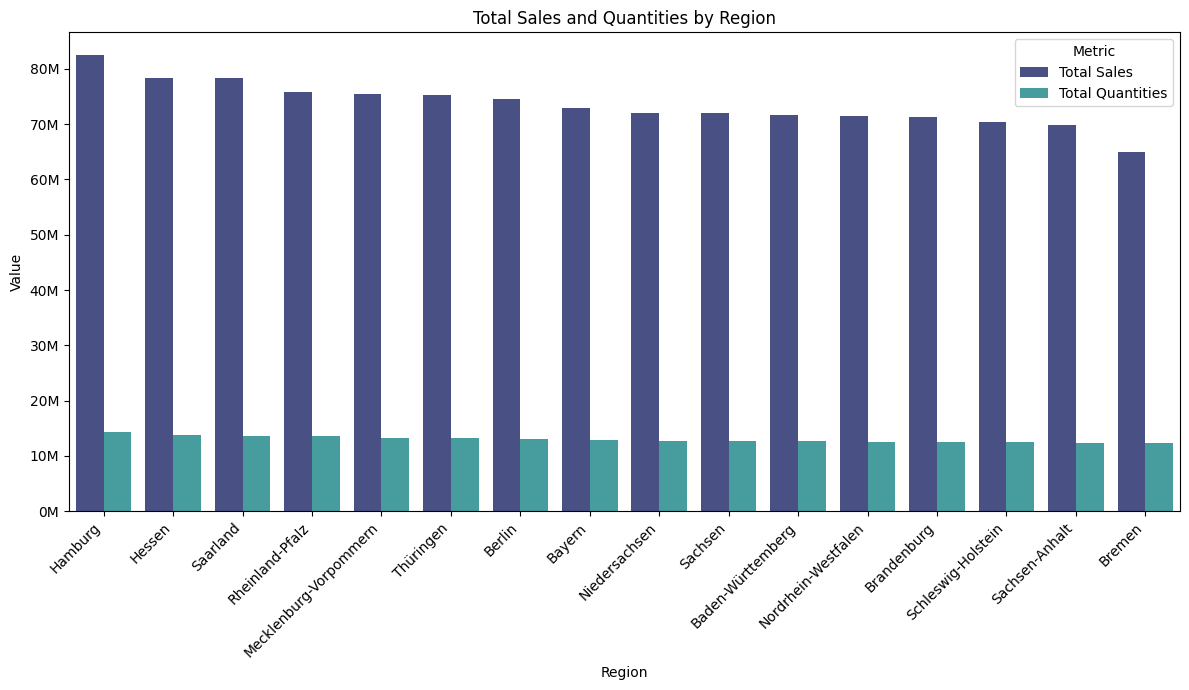 Total Sales and Quantities by Region
Metric
Total Sales
Total Quantities
Value
80M
70M
60M
50M
40M
30M
20M
10M
0M
Hamburg
Hessen
Saarland
Rheinland-Pfalz
Mecklenburg-Vorpommern
Thüringen
Berlin
Bayern
Niedersachsen
Sachsen
Baden-Württemberg
Nordrhein-Westfalen
Brandenburg
Schleswig-Holstein
Sachsen-Anhalt
Bremen
Region